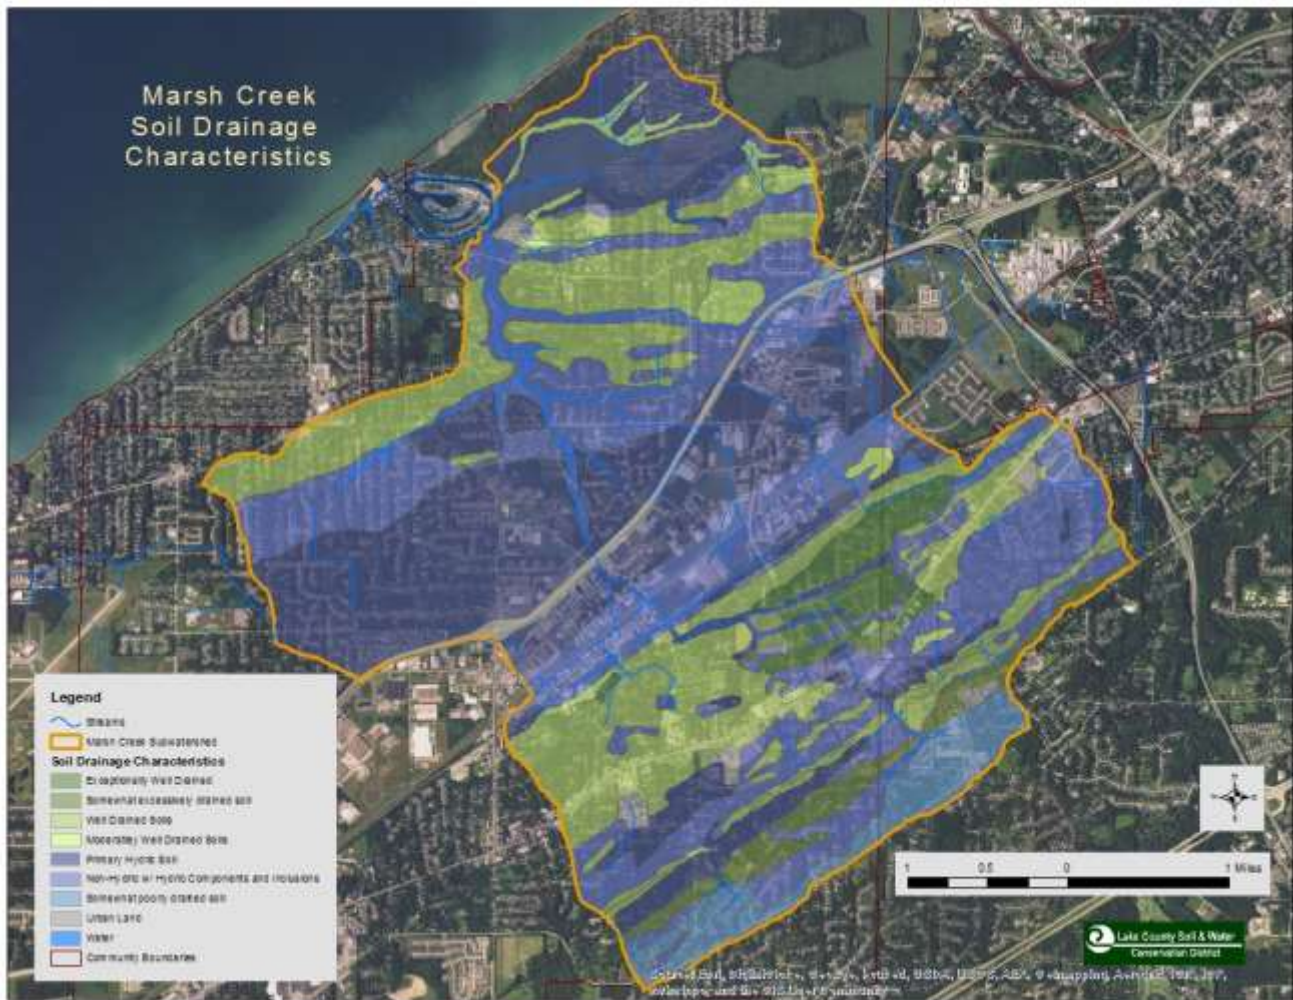 Marsh Creek
Soil Drainage
Characteristics
Legend
Streams
Marsh Creek Subwatershed
Soil Drainage Characteristics
Exceptionally Well Drained
Somewhat excessively drained soil
Well Drained Soils
Moderately Well Drained Soils
Primary Hydric Soil
Non-Hydric w/ Hydric Components and Inclusions
Somewhat poorly drained soil
Urban Land
Water
Community Boundaries
1 0.5 0 1 Miles
Lake County Soil & Water
Conservation District